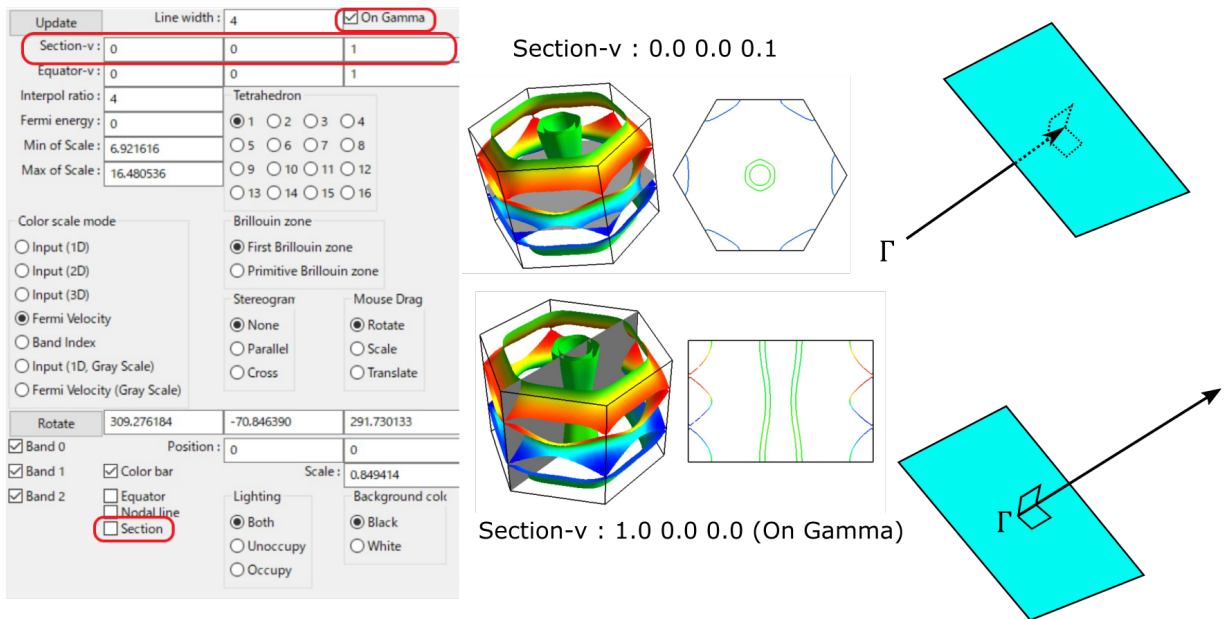 Update Line width : 4 On Gamma
Section-v : 0 0 1
Equator-v : 0 0 1
Interpol ratio : 4
Fermi energy : 0
Min of Scale : 6.921616
Max of Scale : 16.480536
Tetrahedron
1 2 3 4
5 6 7 8
9 10 11 12
13 14 15 16
Color scale mode
Input (1D)
Input (2D)
Input (3D)
Fermi Velocity
Band Index
Input (1D, Gray Scale)
Fermi Velocity (Gray Scale)
Brillouin zone
First Brillouin zone
Primitive Brillouin zone
Stereogran
None
Parallel
Cross
Mouse Drag
Rotate
Scale
Translate
Rotate 309.276184 -70.846390 291.730133
Band 0 Position : 0 0
Band 1 Color bar Scale : 0.849414
Band 2 Equator
Nodal line
Section
Lighting
Both
Unoccupy
Occupy
Background colo
Black
White
Section-v : 0.0 0.0 0.1
Section-v : 1.0 0.0 0.0 (On Gamma)
Γ
Γ